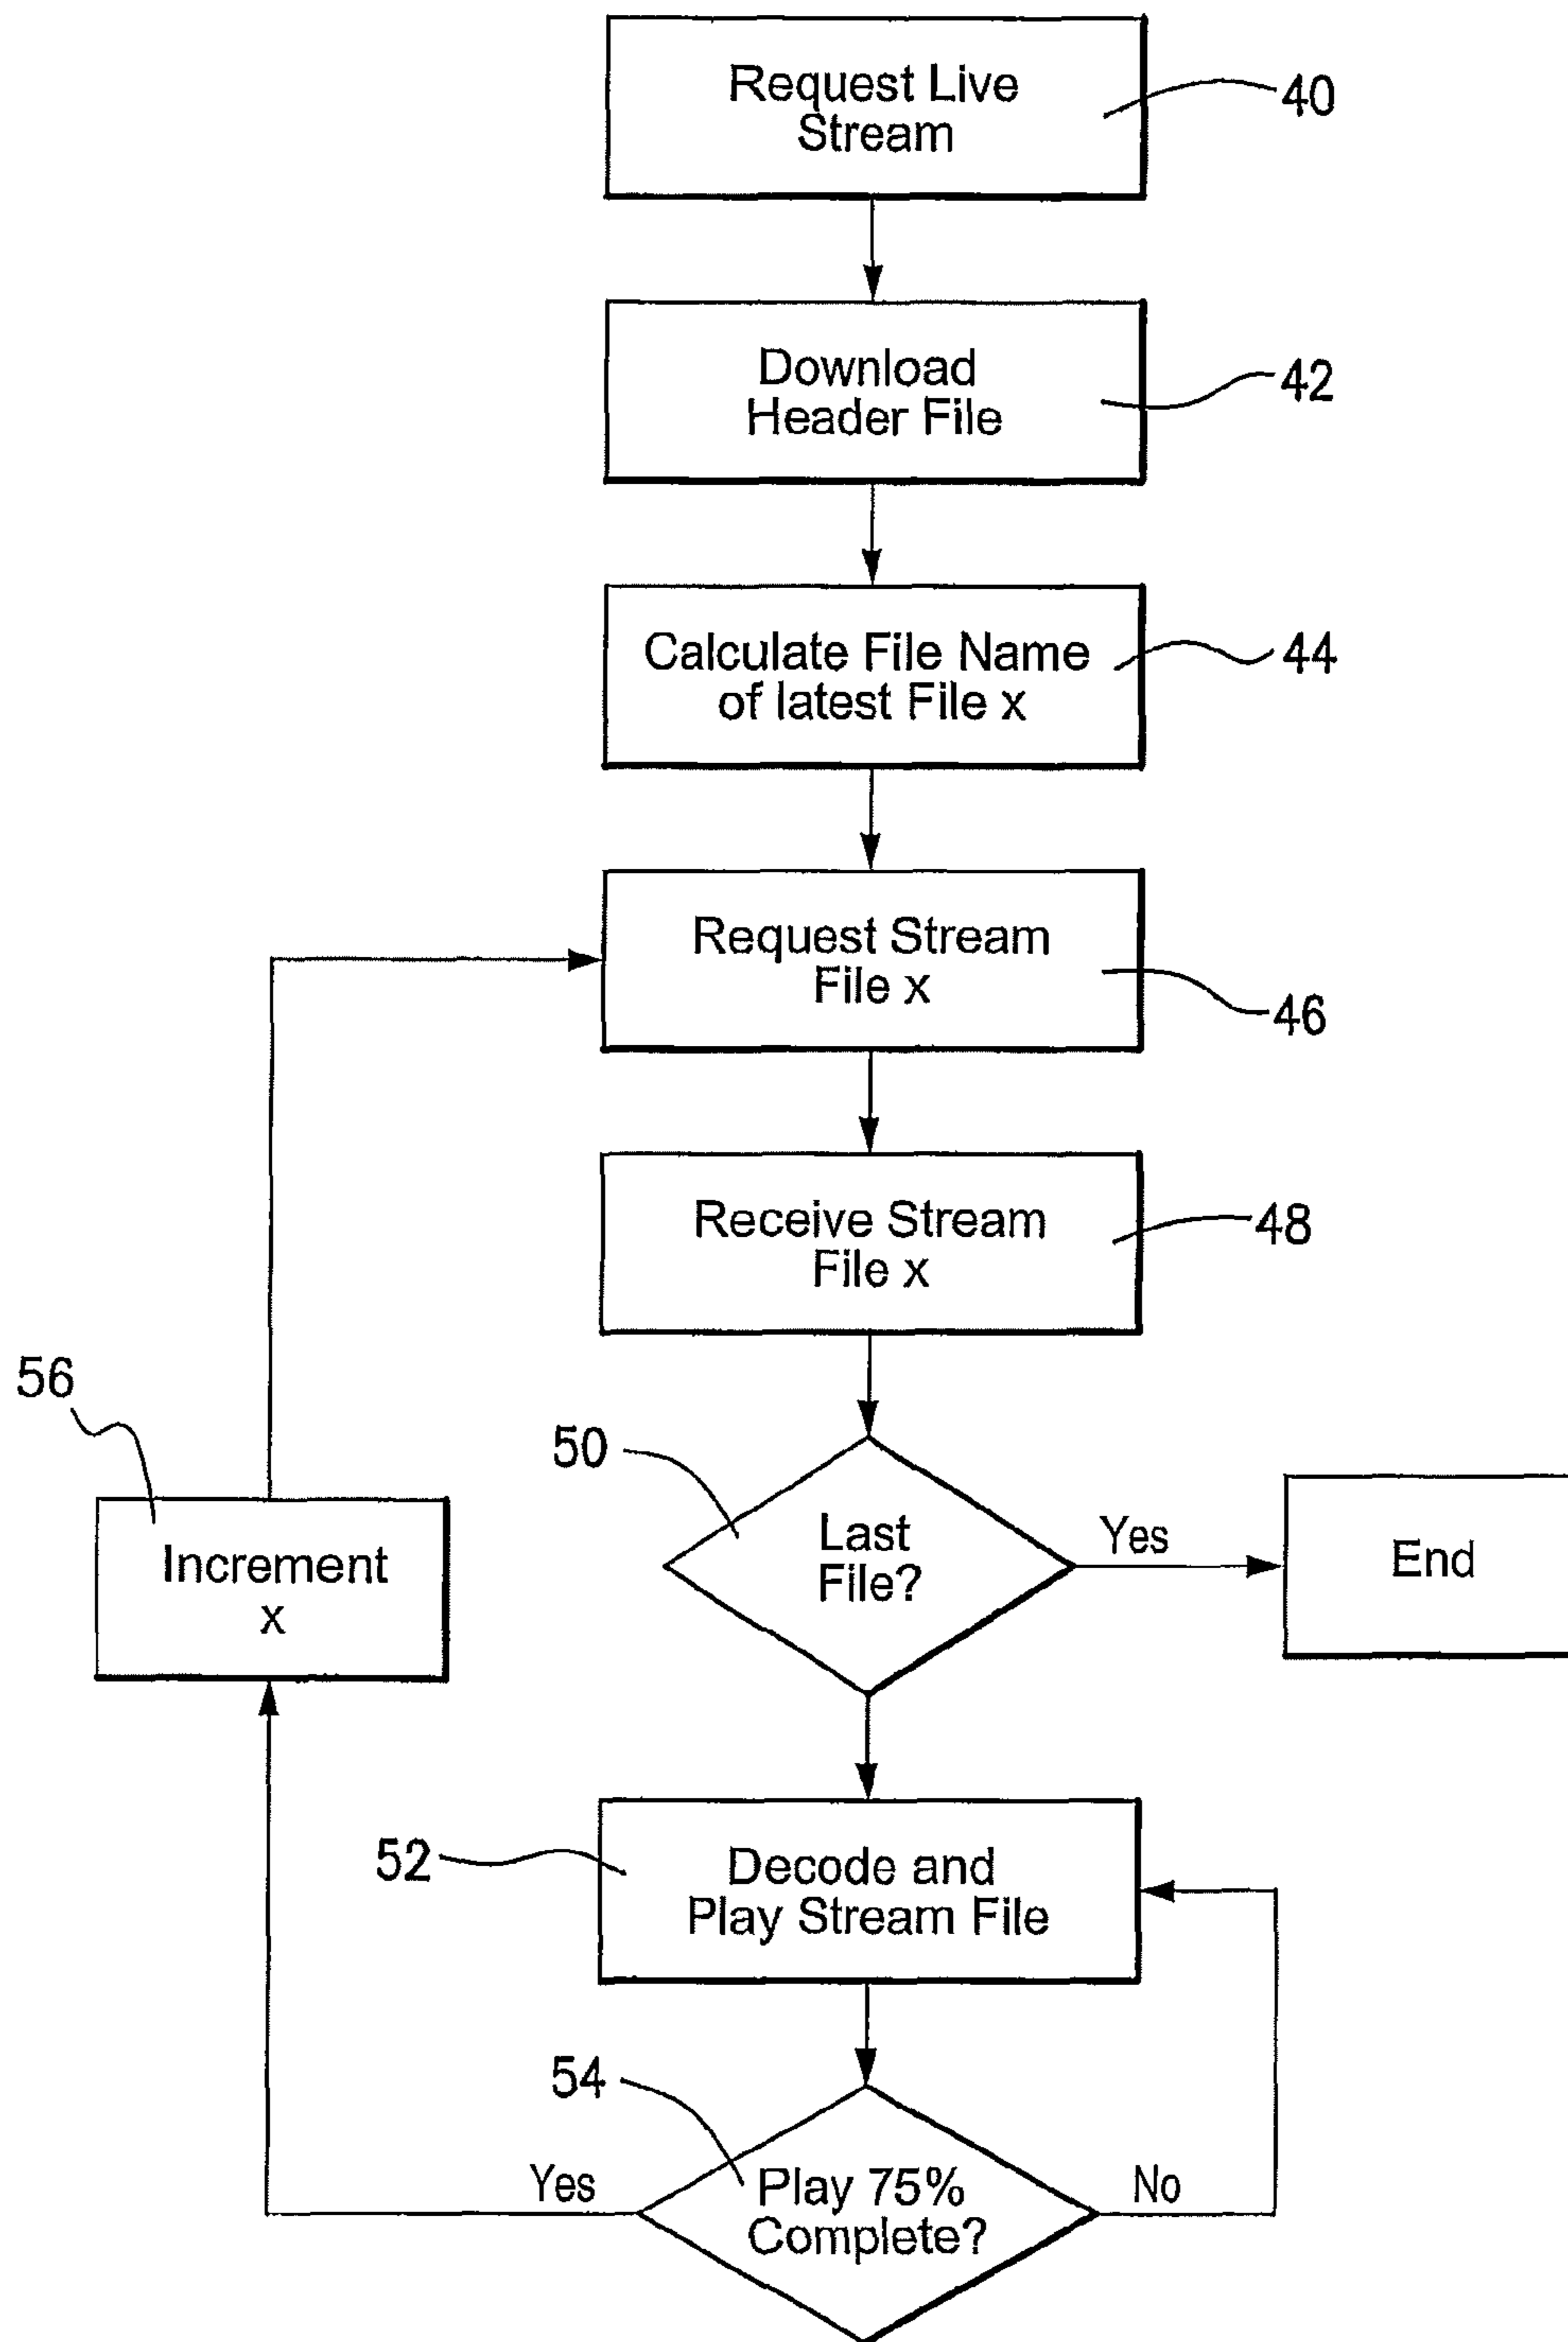 Request Live
Stream
40
Download
Header File
42
Calculate File Name
of latest File x
44
Request Stream
File x
46
Receive Stream
File x
48
56
Increment
x
50
Last
File?
Yes
End
52
Decode and
Play Stream File
54
Yes
Play 75%
Complete?
No